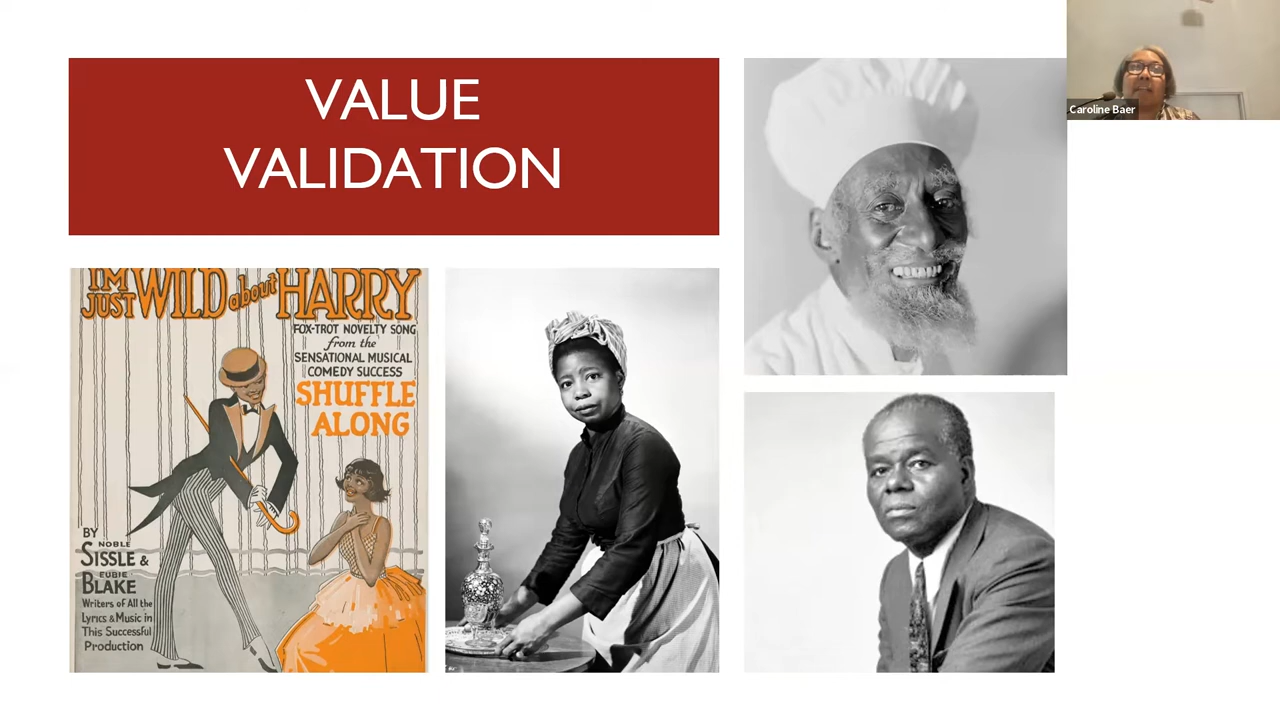 VALUE
VALIDATION
Caroline Baer
I'M
JUST WILD about HARRY
FOX-TROT NOVELTY SONG
from the
SENSATIONAL MUSICAL
COMEDY SUCCESS
SHUFFLE
ALONG
BY
NOBLE
SISSLE &
EUBIE
BLAKE
Writers of All the
Lyrics & Music in
This Successful
Production